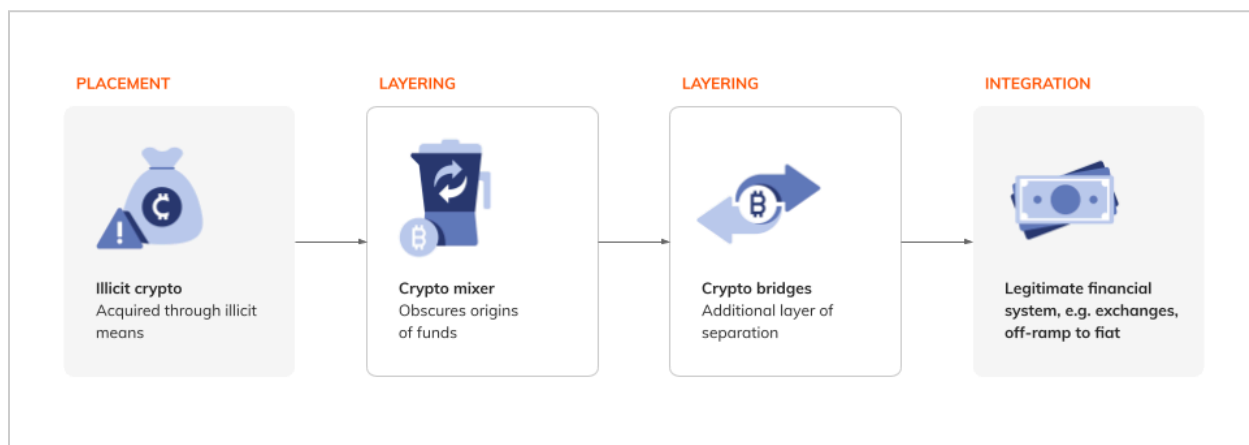 PLACEMENT
Illicit crypto
Acquired through illicit
means
LAYERING
Crypto mixer
Obscures origins
of funds
LAYERING
Crypto bridges
Additional layer of
separation
INTEGRATION
Legitimate financial
system, e.g. exchanges,
off-ramp to fiat